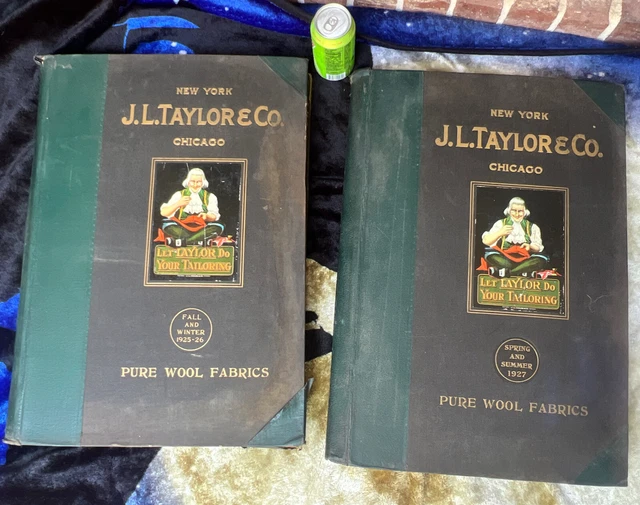 NEW YORK
J.L.TAYLOR & CO.
CHICAGO
LET TAYLOR DO
YOUR TAILORING
FALL
AND
WINTER
1925-26
PURE WOOL FABRICS
NEW YORK
J.L.TAYLOR & CO.
CHICAGO
LET TAYLOR DO
YOUR TAILORING
SPRING
AND
SUMMER
1927
PURE WOOL FABRICS